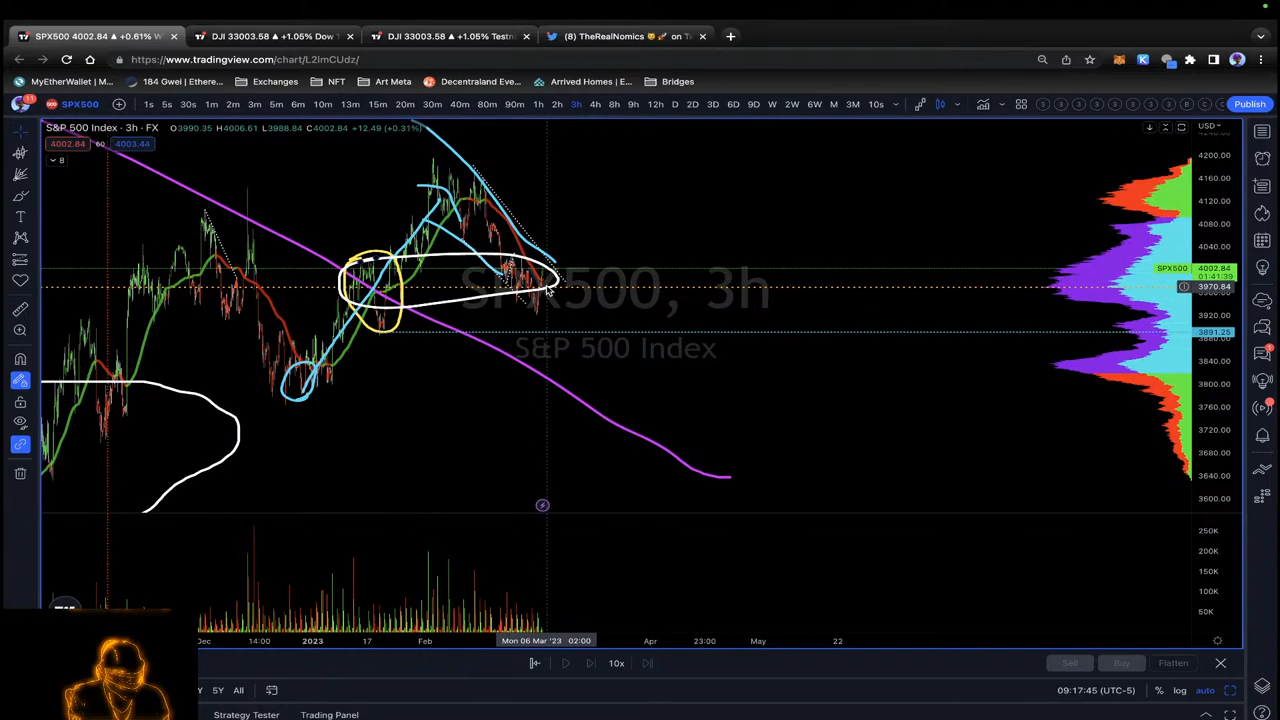 SPX500 4002.84 ▲ +0.61%
DJI 33003.58 ▲ +1.05% Dow
DJI 33003.58 ▲ +1.05% Testn
(8) TheRealNomics
https://www.tradingview.com/chart/L2lmCUdz/
MyEtherWallet | M... 184 Gwei | Ethere... Exchanges NFT Art Meta Decentraland Eve... Arrived Homes | E... Bridges
11 SPX500 1s 5s 30s 1m 2m 3m 5m 6m 10m 13m 15m 20m 30m 40m 80m 90m 1h 2h 3h 4h 8h 9h 12h D 2D 3D 6D 9D W 2W 6W M 3M 10s Publish
S&P 500 Index · 3h · FX O3990.35 H4006.61 L3988.84 C4002.84 +12.49 (+0.31%) USD
4002.84 60 4003.44
8
4200.00
4160.00
4120.00
4080.00
4040.00
SPX500 4002.84
01:41:39
3970.84
3920.00
3891.25
3880.00
3840.00
3800.00
3760.00
3720.00
3680.00
3640.00
3600.00
SPX500, 3h
S&P 500 Index
250K
200K
150K
100K
50K
Dec 14:00 2023 17 Feb Mon 06 Mar '23 02:00 Apr 23:00 May 22
10x Sell Buy Flatten
5Y All 09:17:45 (UTC-5) % log auto
Strategy Tester Trading Panel